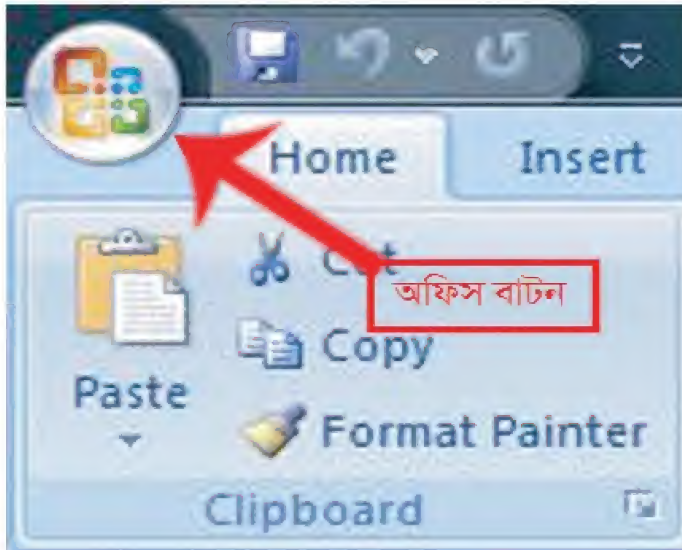 Home Insert
Cut
অফিস বাটন
Copy
Paste
Format Painter
Clipboard